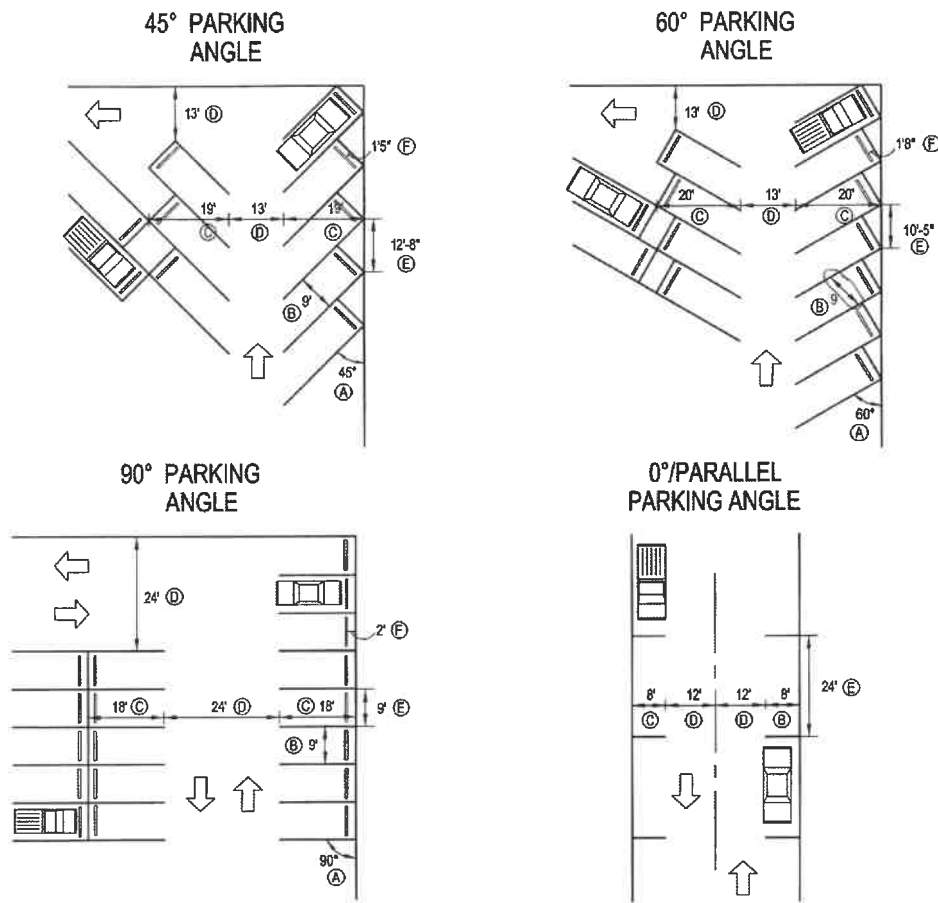 45° PARKING
ANGLE
13' D
1'5" F
19' 13' 19'
C D C
12'-8"
E
B 9'
45°
A
60° PARKING
ANGLE
13' D
1'8" F
20' 13' 20'
C D C
10'-5"
E
B 9'
60°
A
90° PARKING
ANGLE
24' D
2' F
18' C 24' D C 18'
9' E
B 9'
90°
A
0°/PARALLEL
PARKING ANGLE
8' 12' 12' 8'
C D D B
24' E